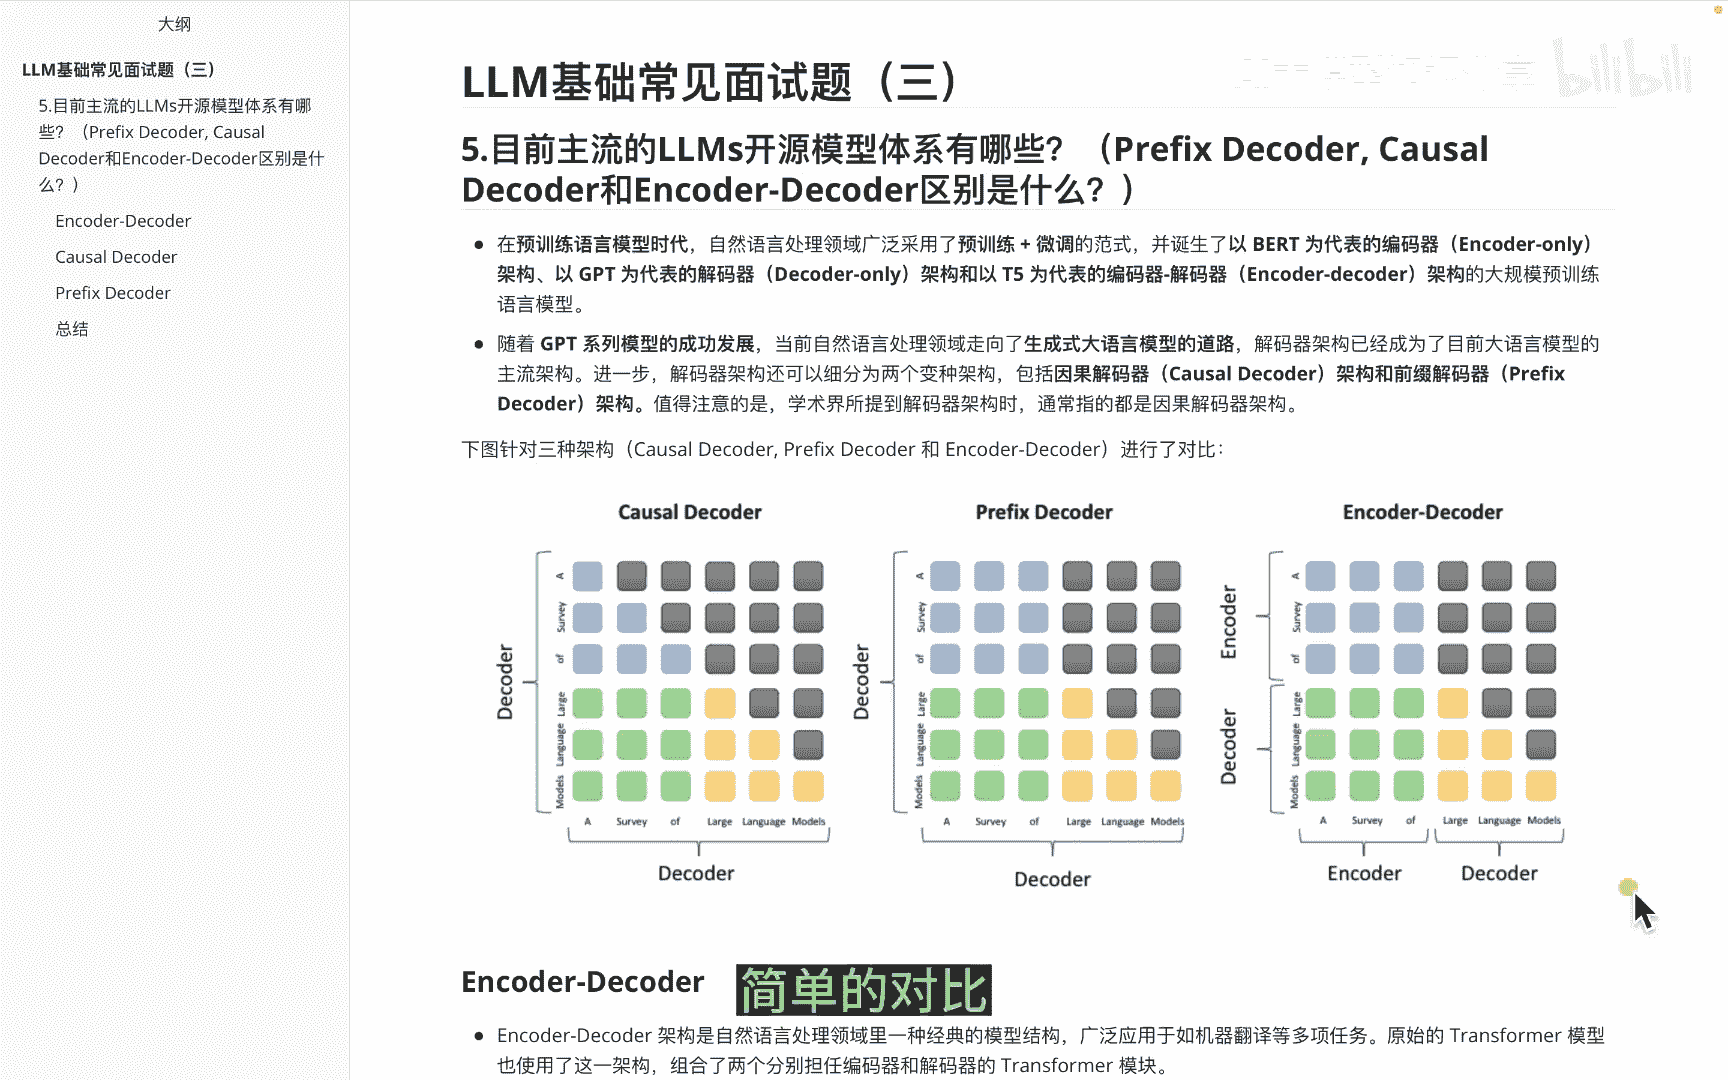 大纲
LLM基础常见面试题（三）
5.目前主流的LLMs开源模型体系有哪
些？（Prefix Decoder, Causal
Decoder和Encoder-Decoder区别是什
么？）
Encoder-Decoder
Causal Decoder
Prefix Decoder
总结
bilibili
LLM基础常见面试题（三）
5.目前主流的LLMs开源模型体系有哪些？（Prefix Decoder, Causal
Decoder和Encoder-Decoder区别是什么？）
在预训练语言模型时代，自然语言处理领域广泛采用了预训练 + 微调的范式，并诞生了以 BERT 为代表的编码器（Encoder-only）
架构、以 GPT 为代表的解码器（Decoder-only）架构和以 T5 为代表的编码器-解码器（Encoder-decoder）架构的大规模预训练
语言模型。
随着 GPT 系列模型的成功发展，当前自然语言处理领域走向了生成式大语言模型的道路，解码器架构已经成为了目前大语言模型的
主流架构。进一步，解码器架构还可以细分为两个变种架构，包括因果解码器（Causal Decoder）架构和前缀解码器（Prefix
Decoder）架构。值得注意的是，学术界所提到解码器架构时，通常指的都是因果解码器架构。
下图针对三种架构（Causal Decoder, Prefix Decoder 和 Encoder-Decoder）进行了对比：
Causal Decoder
Decoder
A
Survey
of
Large
Language
Models
A Survey of Large Language Models
Decoder
Prefix Decoder
Decoder
A
Survey
of
Large
Language
Models
A Survey of Large Language Models
Decoder
Encoder-Decoder
Encoder
Decoder
A
Survey
of
Large
Language
Models
A Survey of Large Language Models
Encoder Decoder
Encoder-Decoder
简单的对比
Encoder-Decoder 架构是自然语言处理领域里一种经典的模型结构，广泛应用于如机器翻译等多项任务。原始的 Transformer 模型
也使用了这一架构，组合了两个分别担任编码器和解码器的 Transformer 模块。